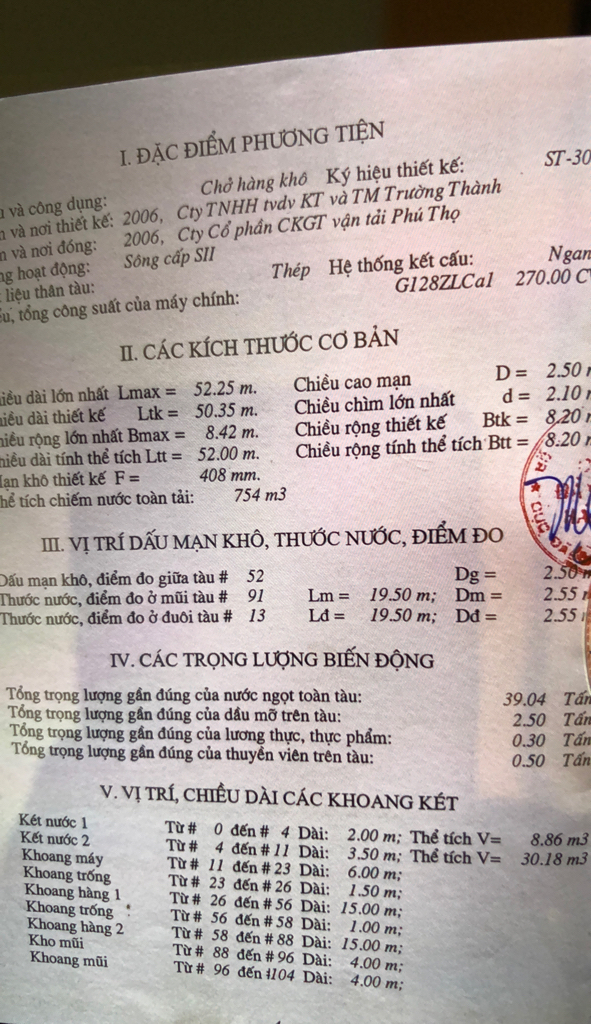 I. ĐẶC ĐIỂM PHƯƠNG TIỆN
và công dụng: Chở hàng khô Ký hiệu thiết kế: ST-30
và nơi thiết kế: 2006, Cty TNHH tvdv KT và TM Trường Thành
và nơi đóng: 2006, Cty Cổ phần CKGT vận tải Phú Thọ
hoạt động: Sông cấp SII
liệu thân tàu: Thép Hệ thống kết cấu: Ngan
tổng công suất của máy chính: G128ZLCa1 270.00 C
II. CÁC KÍCH THƯỚC CƠ BẢN
iều dài lớn nhất Lmax = 52.25 m. Chiều cao mạn D = 2.50
iều dài thiết kế Ltk = 50.35 m. Chiều chìm lớn nhất d = 2.10
iều rộng lớn nhất Bmax = 8.42 m. Chiều rộng thiết kế Btk = 8.20
hiều dài tính thể tích Ltt = 52.00 m. Chiều rộng tính thể tích Btt = 8.20
ạn khô thiết kế F = 408 mm.
hể tích chiếm nước toàn tải: 754 m3
III. VỊ TRÍ DẤU MẠN KHÔ, THƯỚC NƯỚC, ĐIỂM ĐO
Dấu mạn khô, điểm đo giữa tàu # 52 Dg = 2.50
Thước nước, điểm đo ở mũi tàu # 91 Lm = 19.50 m; Dm = 2.55
Thước nước, điểm đo ở đuôi tàu # 13 Lđ = 19.50 m; Dđ = 2.55
IV. CÁC TRỌNG LƯỢNG BIẾN ĐỘNG
Tổng trọng lượng gần đúng của nước ngọt toàn tàu: 39.04 Tấn
Tổng trọng lượng gần đúng của dầu mỡ trên tàu: 2.50 Tấn
Tổng trọng lượng gần đúng của lương thực, thực phẩm: 0.30 Tấn
Tổng trọng lượng gần đúng của thuyền viên trên tàu: 0.50 Tấn
V. VỊ TRÍ, CHIỀU DÀI CÁC KHOANG KÉT
Két nước 1 Từ # 0 đến # 4 Dài: 2.00 m; Thể tích V= 8.86 m3
Két nước 2 Từ # 4 đến # 11 Dài: 3.50 m; Thể tích V= 30.18 m3
Khoang máy Từ # 11 đến # 23 Dài: 6.00 m;
Khoang trống Từ # 23 đến # 26 Dài: 1.50 m;
Khoang hàng 1 Từ # 26 đến # 56 Dài: 15.00 m;
Khoang trống Từ # 56 đến # 58 Dài: 1.00 m;
Khoang hàng 2 Từ # 58 đến # 88 Dài: 15.00 m;
Kho mũi Từ # 88 đến # 96 Dài: 4.00 m;
Khoang mũi Từ # 96 đến #104 Dài: 4.00 m;